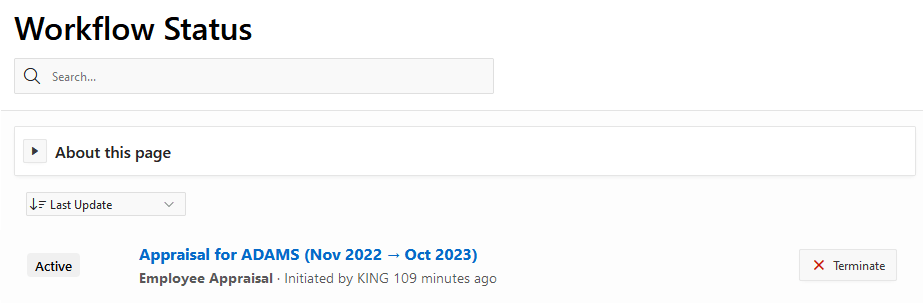 Workflow Status
Search...
About this page
Last Update
Appraisal for ADAMS (Nov 2022 → Oct 2023)
Active
Terminate
Employee Appraisal · Initiated by KING 109 minutes ago